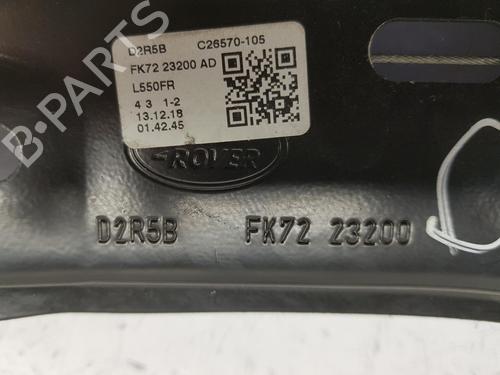 D2R5B C26570-105
FK72 23200 AD
L550FR
4 3 1-2
13.12.18
01.42.45
ROVER
D2R5B FK72 23200
B-PARTS